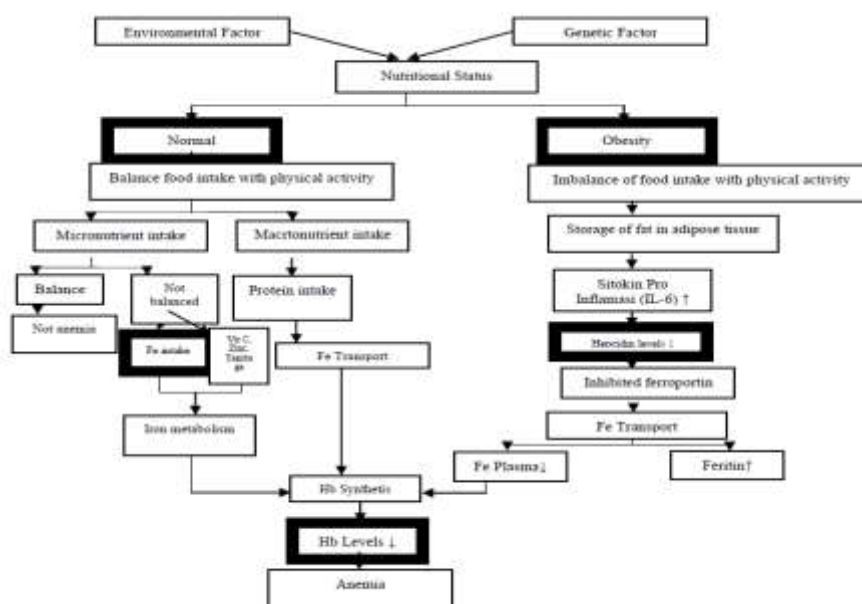 Environmental Factor
Genetic Factor
Nutritional Status
Normal
Obesity
Balance food intake with physical activity
Imbalance of food intake with physical activity
Micronutrient intake
Macrtonutrient intake
Storage of fat in adipose tissue
Balance
Not
balanced
Protein intake
Sitokin Pro
Inflamasi (IL-6) ↑
Not anemia
Fe intake
Vit C,
Zinc,
Fe Transport
levels ↓
Inhibited ferroportin
Iron metabolism
Fe Transport
Fe Plasma↓
Feritin↑
Hb Synthetis
Hb Levels ↓
Anemia